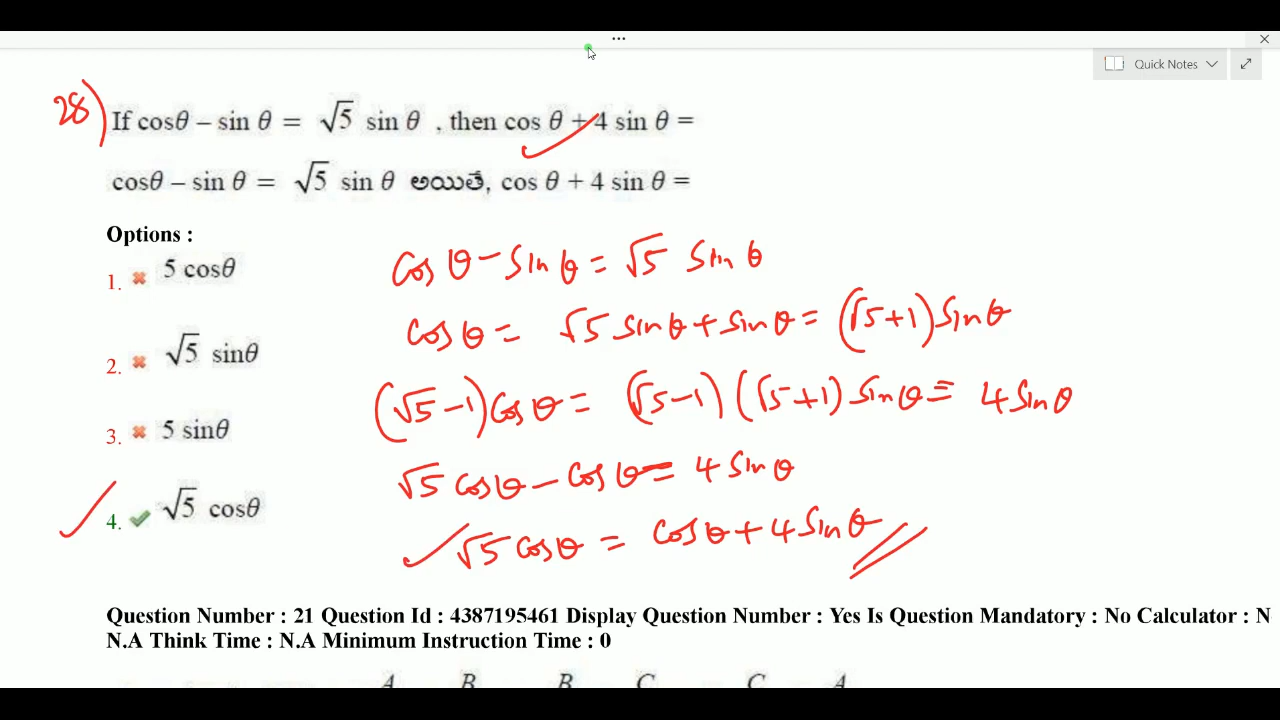 Quick Notes
28)
If cosθ – sin θ = √5 sin θ , then cos θ + 4 sin θ =
cosθ – sin θ = √5 sin θ అయితే, cos θ + 4 sin θ =
Options :
1. 5 cosθ
2. √5 sinθ
3. 5 sinθ
4. √5 cosθ
cos θ – sin θ = √5 sin θ
cos θ = √5 sin θ + sin θ = (√5+1) sin θ
(√5 –1) cos θ = (√5–1) (√5+1) sin θ = 4 sin θ
√5 cos θ – cos θ = 4 sin θ
√5 cos θ = cos θ + 4 sin θ
Question Number : 21 Question Id : 4387195461 Display Question Number : Yes Is Question Mandatory : No Calculator : N
N.A Think Time : N.A Minimum Instruction Time : 0
A B B C C A